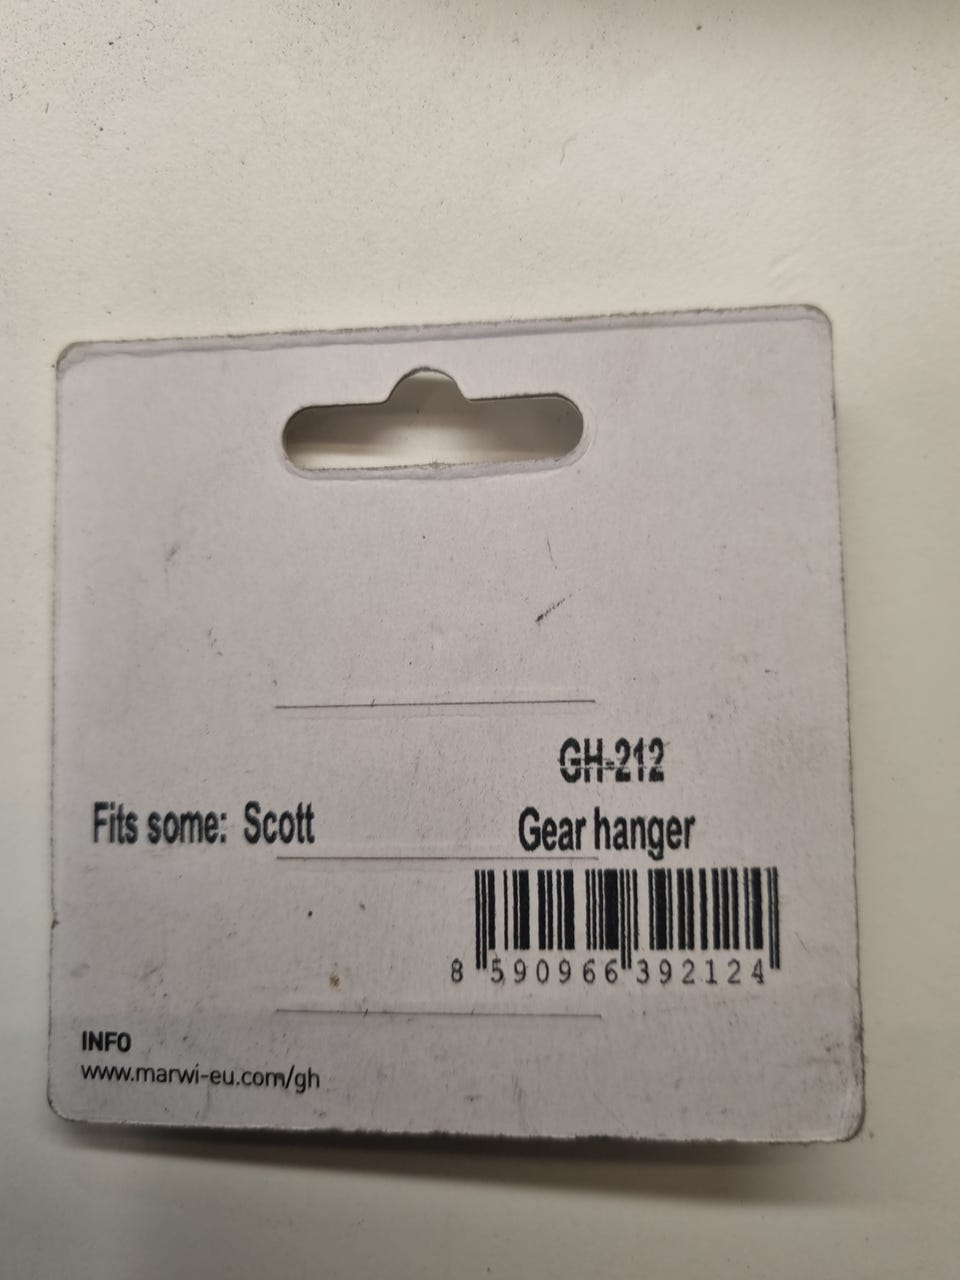 GH-212
Fits some: Scott
Gear hanger
8 590966 392124
INFO
www.marwi-eu.com/gh